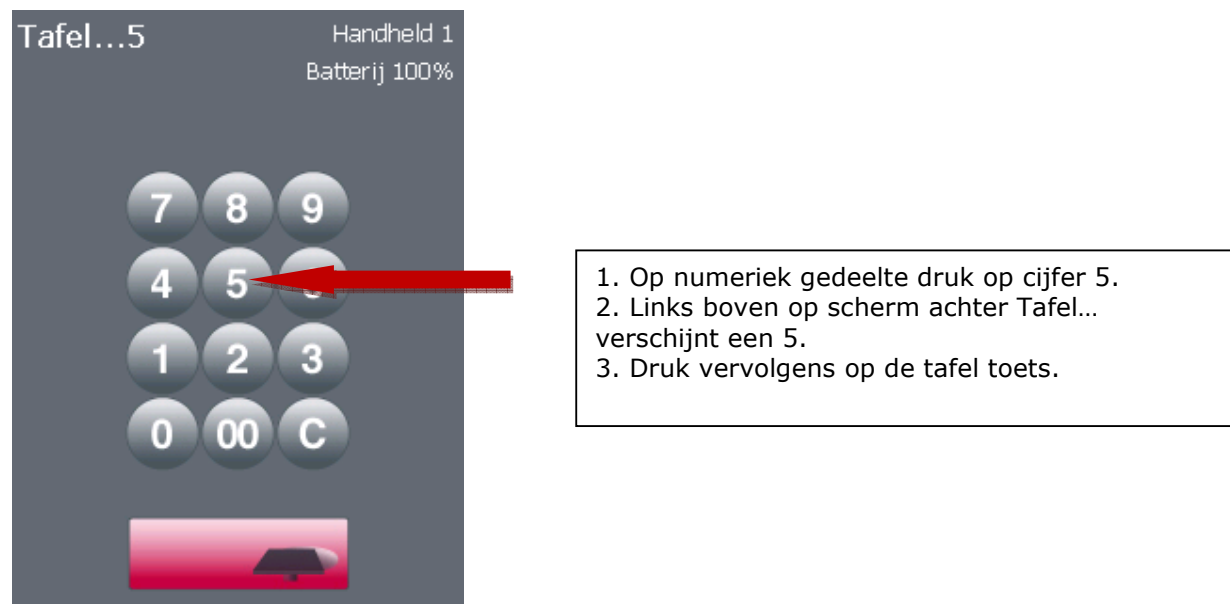 Tafel...5
Handheld 1
Batterij 100%
7 8 9
4 5
1 2 3
0 00 C
1. Op numeriek gedeelte druk op cijfer 5.
2. Links boven op scherm achter Tafel…
verschijnt een 5.
3. Druk vervolgens op de tafel toets.